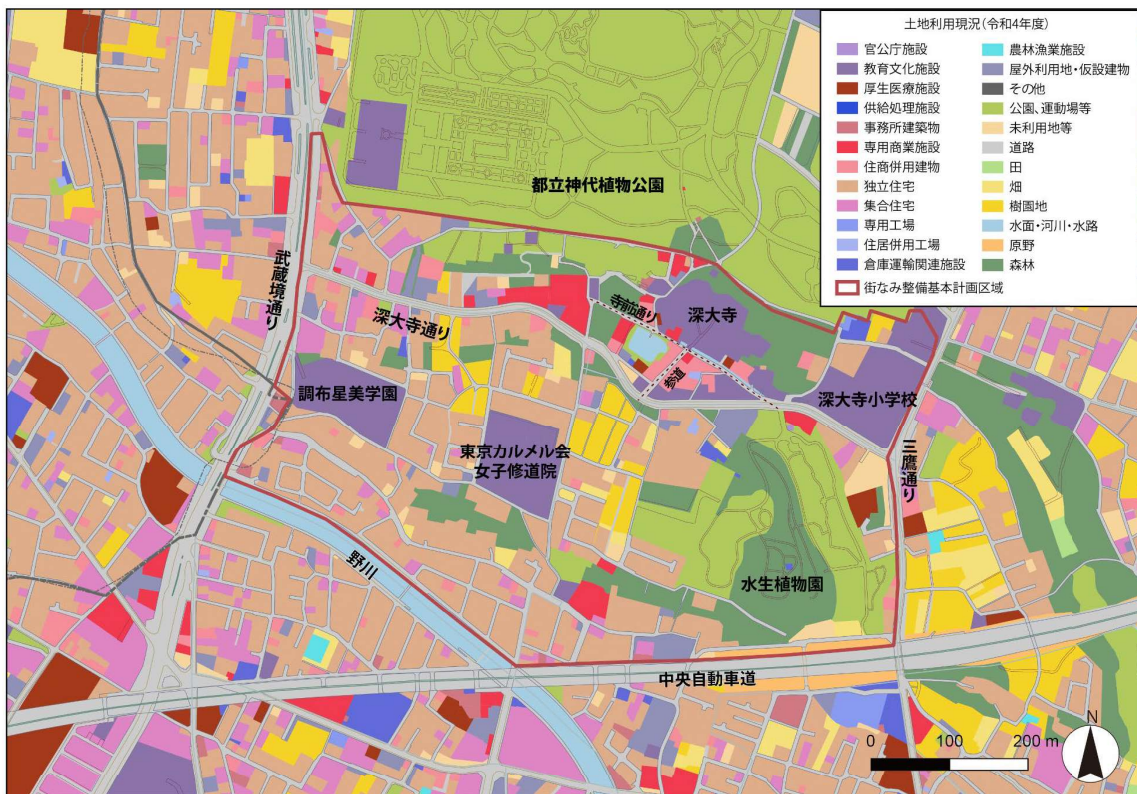 土地利用現況(令和4年度)
官公庁施設
教育文化施設
厚生医療施設
供給処理施設
事務所建築物
専用商業施設
住商併用建物
独立住宅
集合住宅
専用工場
住居併用工場
倉庫運輸関連施設
街なみ整備基本計画区域
農林漁業施設
屋外利用地・仮設建物
その他
公園、運動場等
未利用地等
道路
田
畑
樹園地
水面・河川・水路
原野
森林
都立神代植物公園
武蔵境通り
深大寺通り
寺前通り
深大寺
参道
調布星美学園
深大寺小学校
東京カルメル会
女子修道院
三鷹通り
野川
水生植物園
中央自動車道
N
0 100 200 m